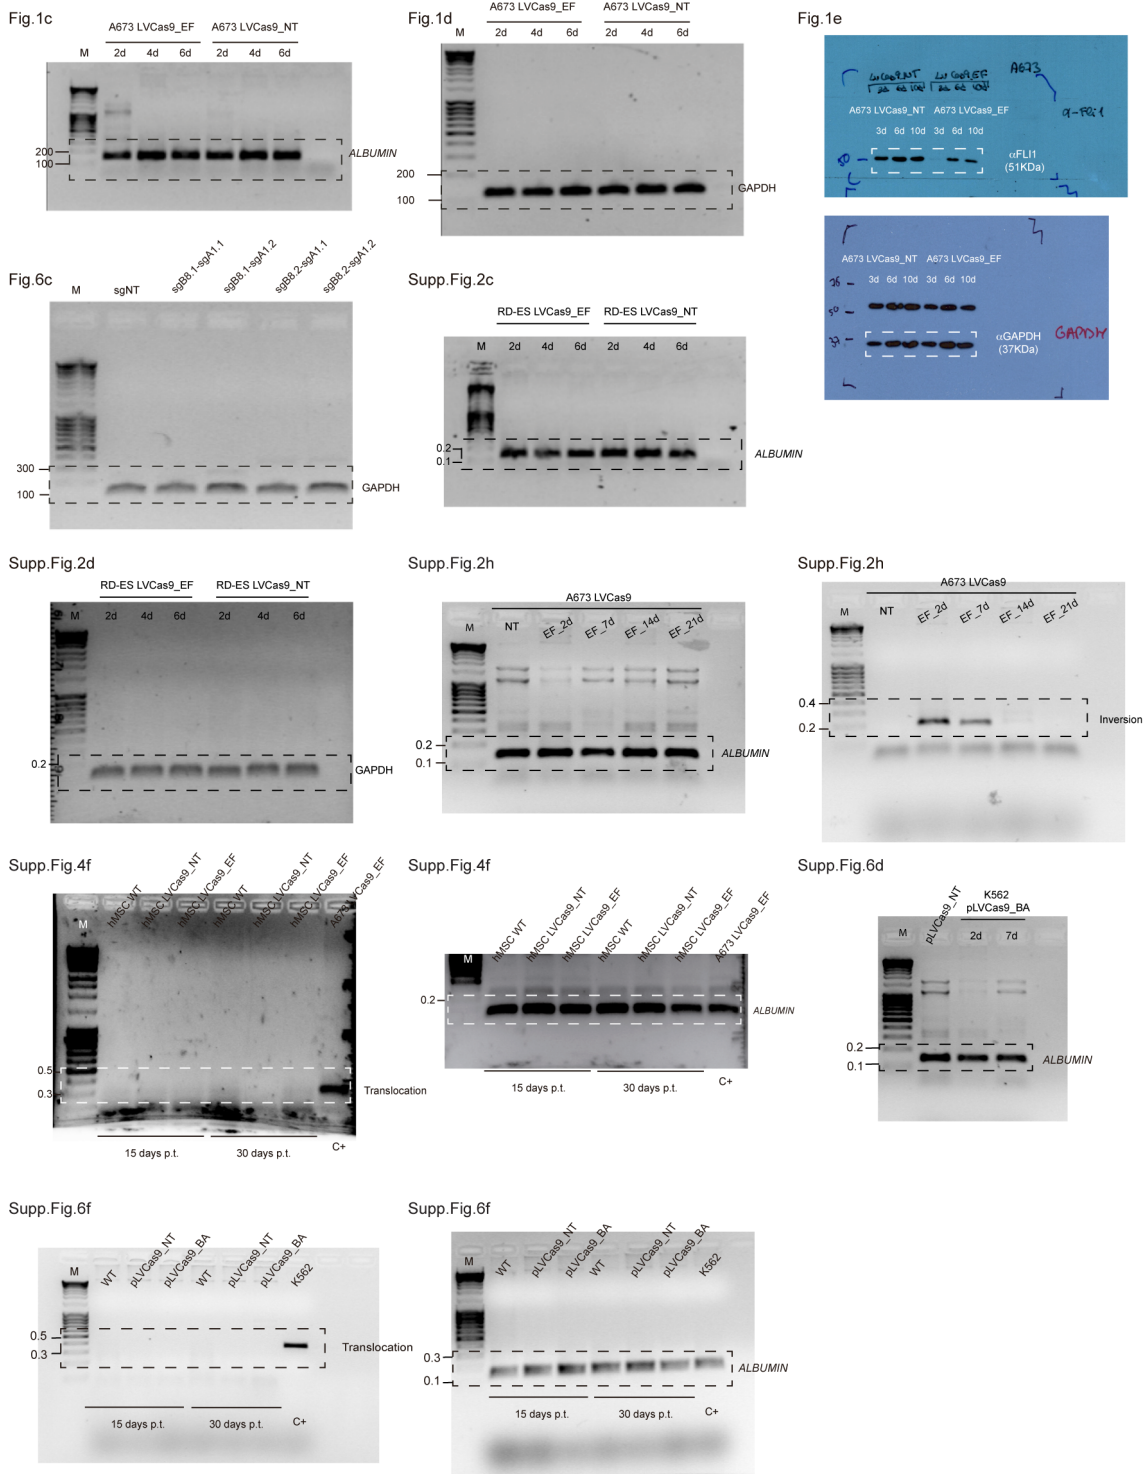 Fig.1c
A673 LVCas9_EF A673 LVCas9_NT
M 2d 4d 6d 2d 4d 6d
200
100
ALBUMIN
Fig.1d
A673 LVCas9_EF A673 LVCas9_NT
M 2d 4d 6d 2d 4d 6d
200
100
GAPDH
Fig.1e
A673
LVCas9_NT LVCas9_EF
3d 6d 10d 3d 6d 10d
α-Fli1
A673 LVCas9_NT A673 LVCas9_EF
3d 6d 10d 3d 6d 10d
50
αFLI1
(51KDa)
A673 LVCas9_NT A673 LVCas9_EF
3d 6d 10d 3d 6d 10d
50
37
αGAPDH
(37KDa)
GAPDH
Fig.6c
M sgNT sgB8.1-sgA1.1 sgB8.1-sgA1.2 sgB8.2-sgA1.1 sgB8.2-sgA1.2
300
100
GAPDH
Supp.Fig.2c
RD-ES LVCas9_EF RD-ES LVCas9_NT
M 2d 4d 6d 2d 4d 6d
0.2
0.1
ALBUMIN
Supp.Fig.2d
RD-ES LVCas9_EF RD-ES LVCas9_NT
M 2d 4d 6d 2d 4d 6d
0.2
GAPDH
Supp.Fig.2h
A673 LVCas9
M NT EF_2d EF_7d EF_14d EF_21d
0.2
0.1
ALBUMIN
Supp.Fig.2h
A673 LVCas9
M NT EF_2d EF_7d EF_14d EF_21d
0.4
0.2
Inversion
Supp.Fig.4f
M hMSC WT hMSC LVCas9_NT hMSC LVCas9_EF hMSC WT hMSC LVCas9_NT hMSC LVCas9_EF A673 LVCas9_EF
0.5
0.3
Translocation
15 days p.t. 30 days p.t. C+
Supp.Fig.4f
M hMSC WT hMSC LVCas9_NT hMSC LVCas9_EF hMSC WT hMSC LVCas9_NT hMSC LVCas9_EF A673 LVCas9_EF
0.2
ALBUMIN
15 days p.t. 30 days p.t. C+
Supp.Fig.6d
K562
pLVCas9_BA
M pLVCas9_NT 2d 7d
0.2
0.1
ALBUMIN
Supp.Fig.6f
M WT pLVCas9_NT pLVCas9_BA WT pLVCas9_NT pLVCas9_BA K562
0.5
0.3
Translocation
15 days p.t. 30 days p.t. C+
Supp.Fig.6f
M WT pLVCas9_NT pLVCas9_BA WT pLVCas9_NT pLVCas9_BA K562
0.3
0.1
ALBUMIN
15 days p.t. 30 days p.t. C+